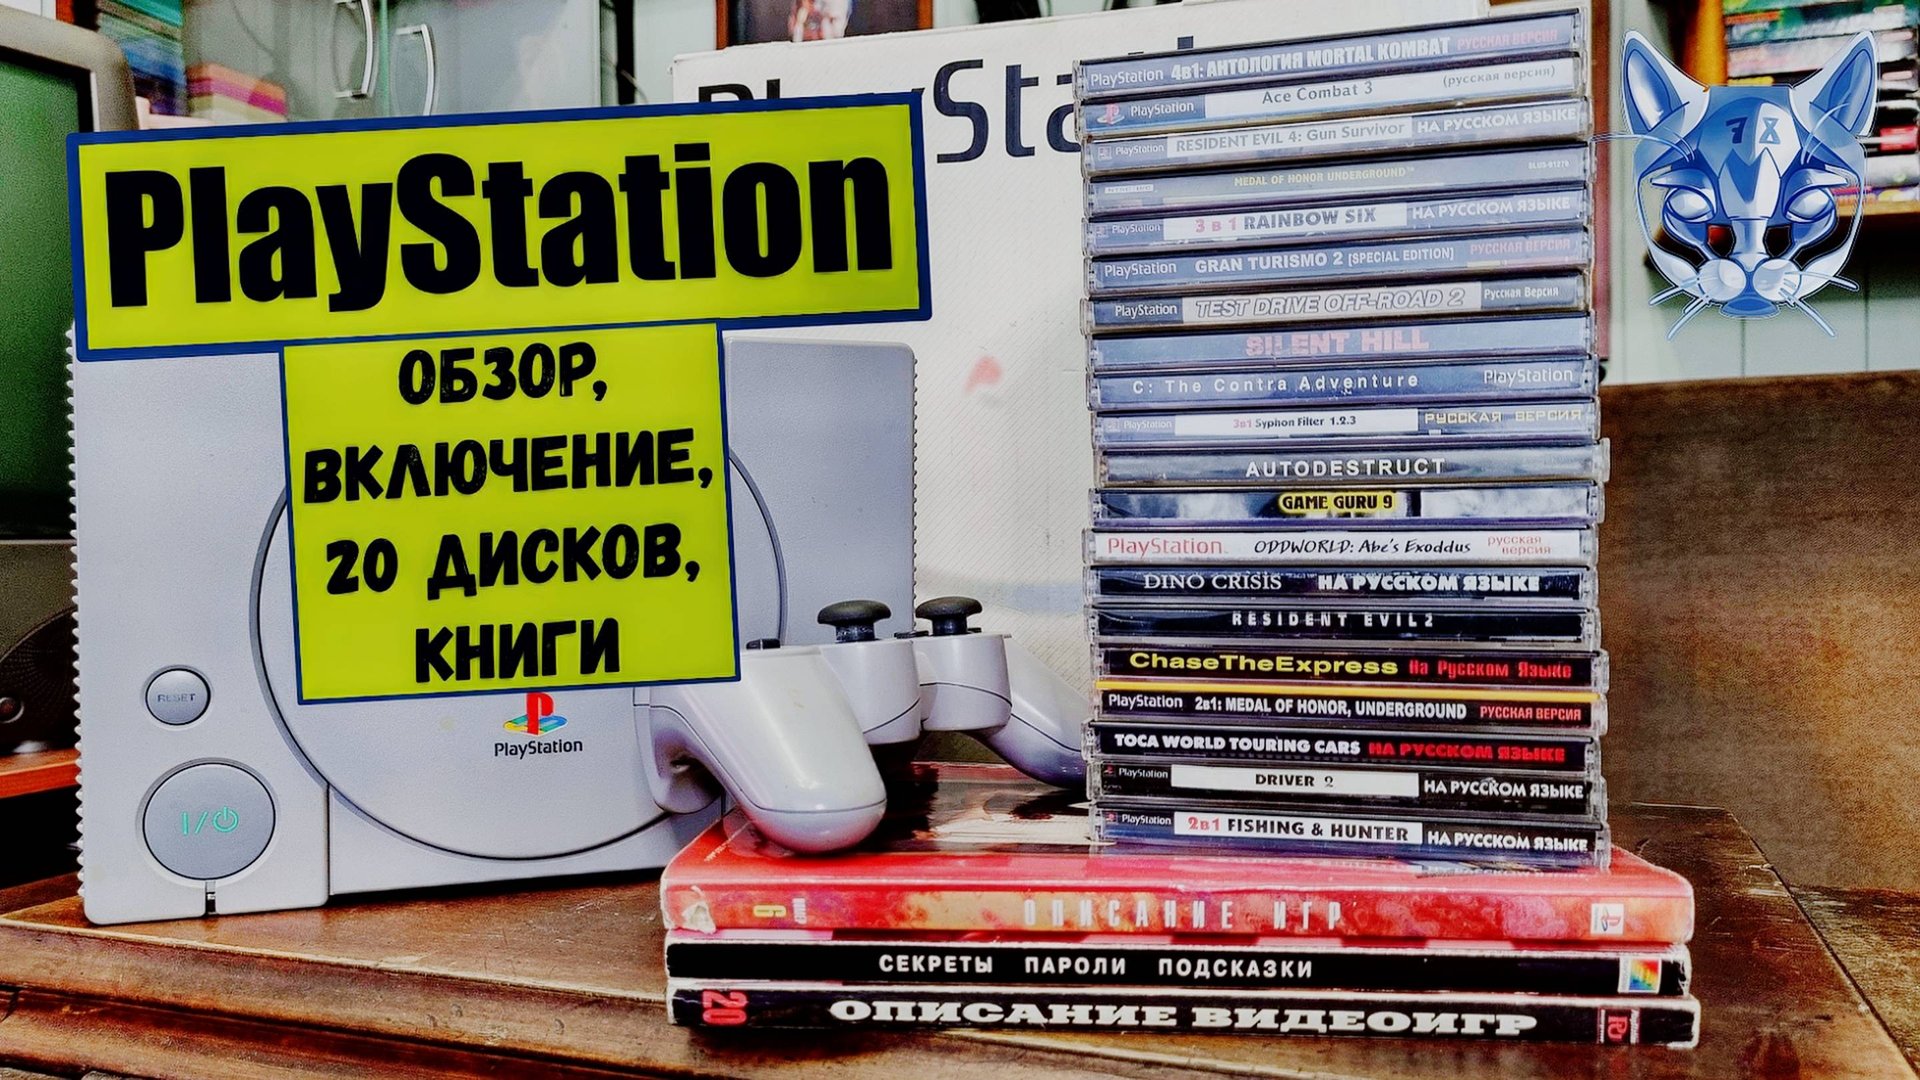 PlayStation
ОБЗОР,
ВКЛЮЧЕНИЕ,
20 ДИСКОВ,
КНИГИ
RESET
PlayStation
PlayStation 4в1: АНТОЛОГИЯ MORTAL KOMBAT РУССКАЯ ВЕРСИЯ
PlayStation Ace Combat 3 (русская версия)
PlayStation RESIDENT EVIL 4: Gun Survivor НА РУССКОМ ЯЗЫКЕ
MEDAL OF HONOR UNDERGROUND™ SLUS-01270
PlayStation 3 в 1 RAINBOW SIX НА РУССКОМ ЯЗЫКЕ
PlayStation GRAN TURISMO 2 (SPECIAL EDITION) РУССКАЯ ВЕРСИЯ
PlayStation TEST DRIVE OFF-ROAD 2 Русская Версия
SILENT HILL
C: The Contra Adventure PlayStation
PlayStation 3в1 Syphon Filter 1.2.3 РУССКАЯ ВЕРСИЯ
AUTODESTRUCT
GAME GURU 9
PlayStation ODDWORLD: Abe's Exoddus русская версия
DINO CRISIS НА РУССКОМ ЯЗЫКЕ
RESIDENT EVIL 2
ChaseTheExpress На Русском Языке
PlayStation 2в1: MEDAL OF HONOR, UNDERGROUND РУССКАЯ ВЕРСИЯ
TOCA WORLD TOURING CARS НА РУССКОМ ЯЗЫКЕ
PlayStation DRIVER 2 НА РУССКОМ ЯЗЫКЕ
PlayStation 2в1 FISHING & HUNTER НА РУССКОМ ЯЗЫКЕ
ОПИСАНИЕ ИГР
СЕКРЕТЫ ПАРОЛИ ПОДСКАЗКИ
20 ОПИСАНИЕ ВИДЕОИГР
78